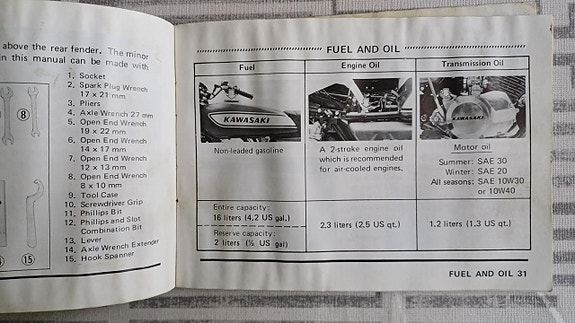 above the rear fender. The minor
in this manual can be made with
1, Socket
2, Spark Plug Wrench
17 x 21 mm
3, Pliers
4, Axle Wrench 27 mm
5, Open End Wrench
19 x 22 mm
6, Open End Wrench
14 x 17 mm
7, Open End Wrench
12 x 13 mm
8, Open End Wrench
8 x 10 mm
9, Tool Case
10, Screwdriver Grip
11, Phillips Bit
12, Phillips and Slot
Combination Bit
13, Lever
14, Axle Wrench Extender
15, Hook Spanner
8
15
FUEL AND OIL
Fuel
Engine Oil
Transmission Oil
KAWASAKI
Non-leaded gasoline
A 2-stroke engine oil
which is recommended
for air-cooled engines,
Motor oil
Summer: SAE 30
Winter: SAE 20
All seasons: SAE 10W30
or 10W40
Entire capacity:
16 liters (4,2 US gal.)
Reserve capacity:
2 liters (½ US gal)
2,3 liters (2,5 US qt.)
1.2 liters (1,3 US qt.)
FUEL AND OIL 31